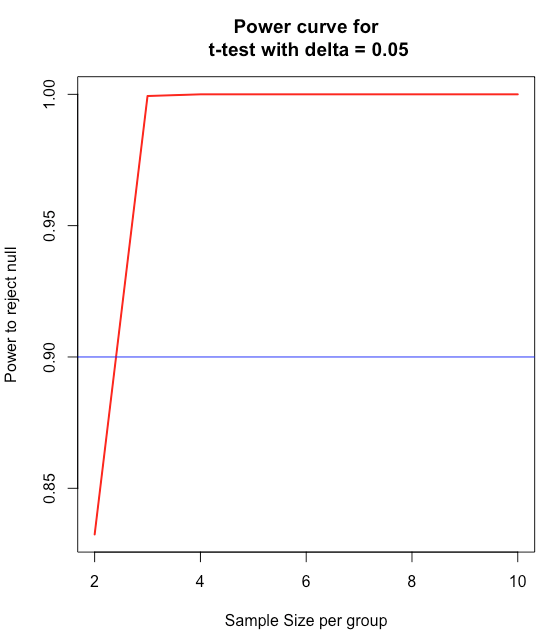 Power curve for
t-test with delta = 0.05
Power to reject null
1.00
0.95
0.90
0.85
2 4 6 8 10
Sample Size per group